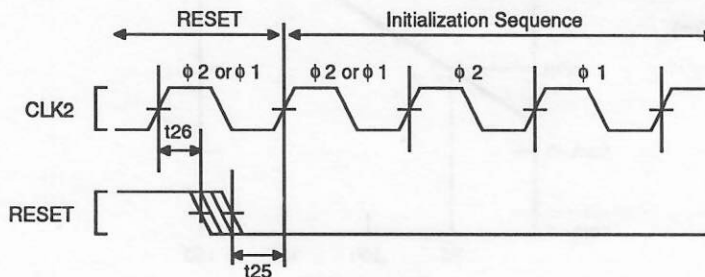 RESET Initialization Sequence
ϕ 2 or ϕ 1 ϕ 2 or ϕ 1 ϕ 2 ϕ 1
CLK2
t26
RESET
t25